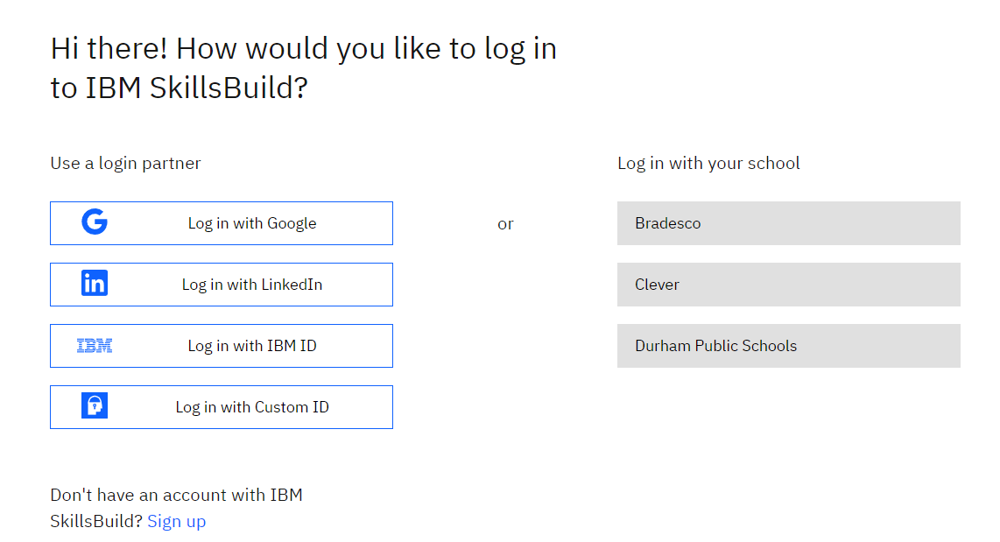 Hi there! How would you like to log in
to IBM SkillsBuild?
Use a login partner
Log in with Google
in Log in with LinkedIn
IBM Log in with IBM ID
Log in with Custom ID
or
Log in with your school
Bradesco
Clever
Durham Public Schools
Don't have an account with IBM
SkillsBuild? Sign up